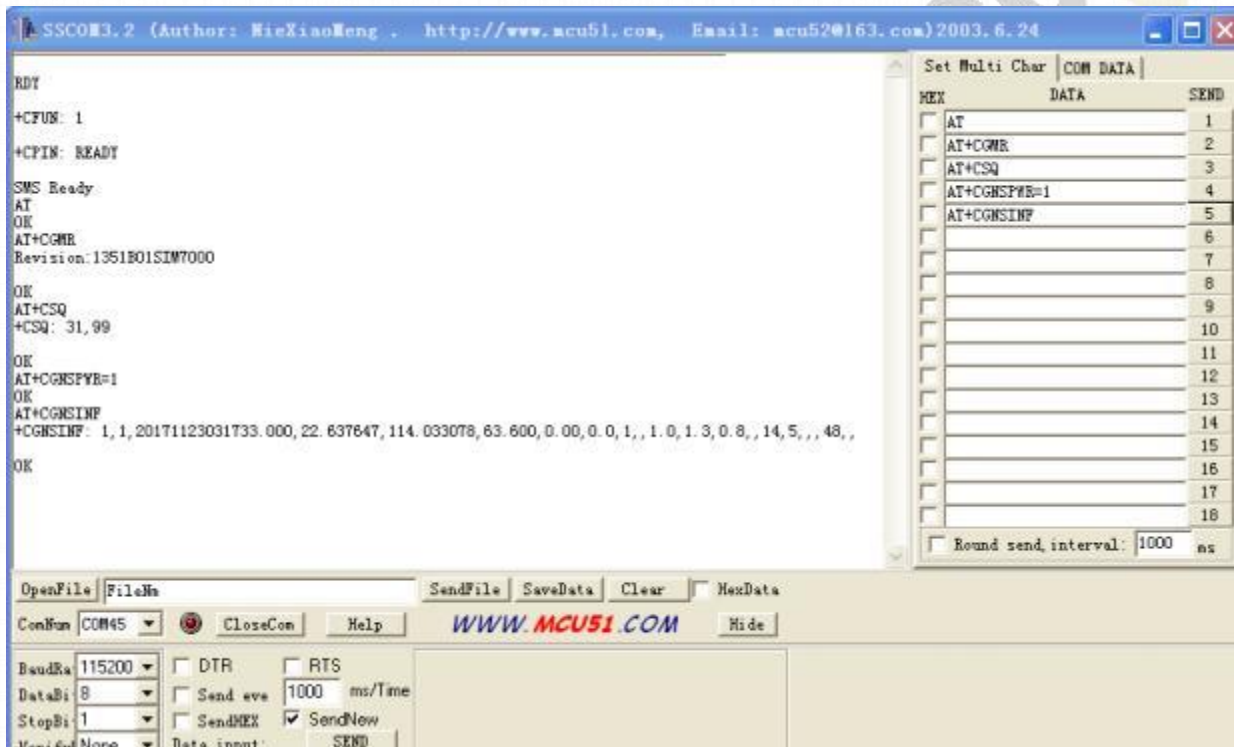 SSCOM3.2 (Author: NieXiaoMeng . http://www.mcu51.com, Email: mcu52@163.com)2003.6.24
RDY
+CFUN: 1
+CPIN: READY
SMS Ready
AT
OK
AT+CGMR
Revision:1351B01SIM7000
OK
AT+CSQ
+CSQ: 31,99
OK
AT+CGNSPWR=1
OK
AT+CGNSINF
+CGNSINF: 1,1,20171123031733.000,22.637647,114.033078,63.600,0.00,0.0,1,,1.0,1.3,0.8,,14,5,,,48,,
OK
Set Multi Char COM DATA
HEX DATA SEND
AT 1
AT+CGMR 2
AT+CSQ 3
AT+CGNSPWR=1 4
AT+CGNSINF 5
6
7
8
9
10
11
12
13
14
15
16
17
18
Round send,interval: 1000 ms
OpenFile FileNm SendFile SaveData Clear HexData
ComNum COM45 CloseCom Help WWW.MCU51.COM Hide
BaudRa 115200 DTR RTS
DataBi 8 Send eve 1000 ms/Time
StopBi 1 SendHEX SendNew
None Data input: SEND